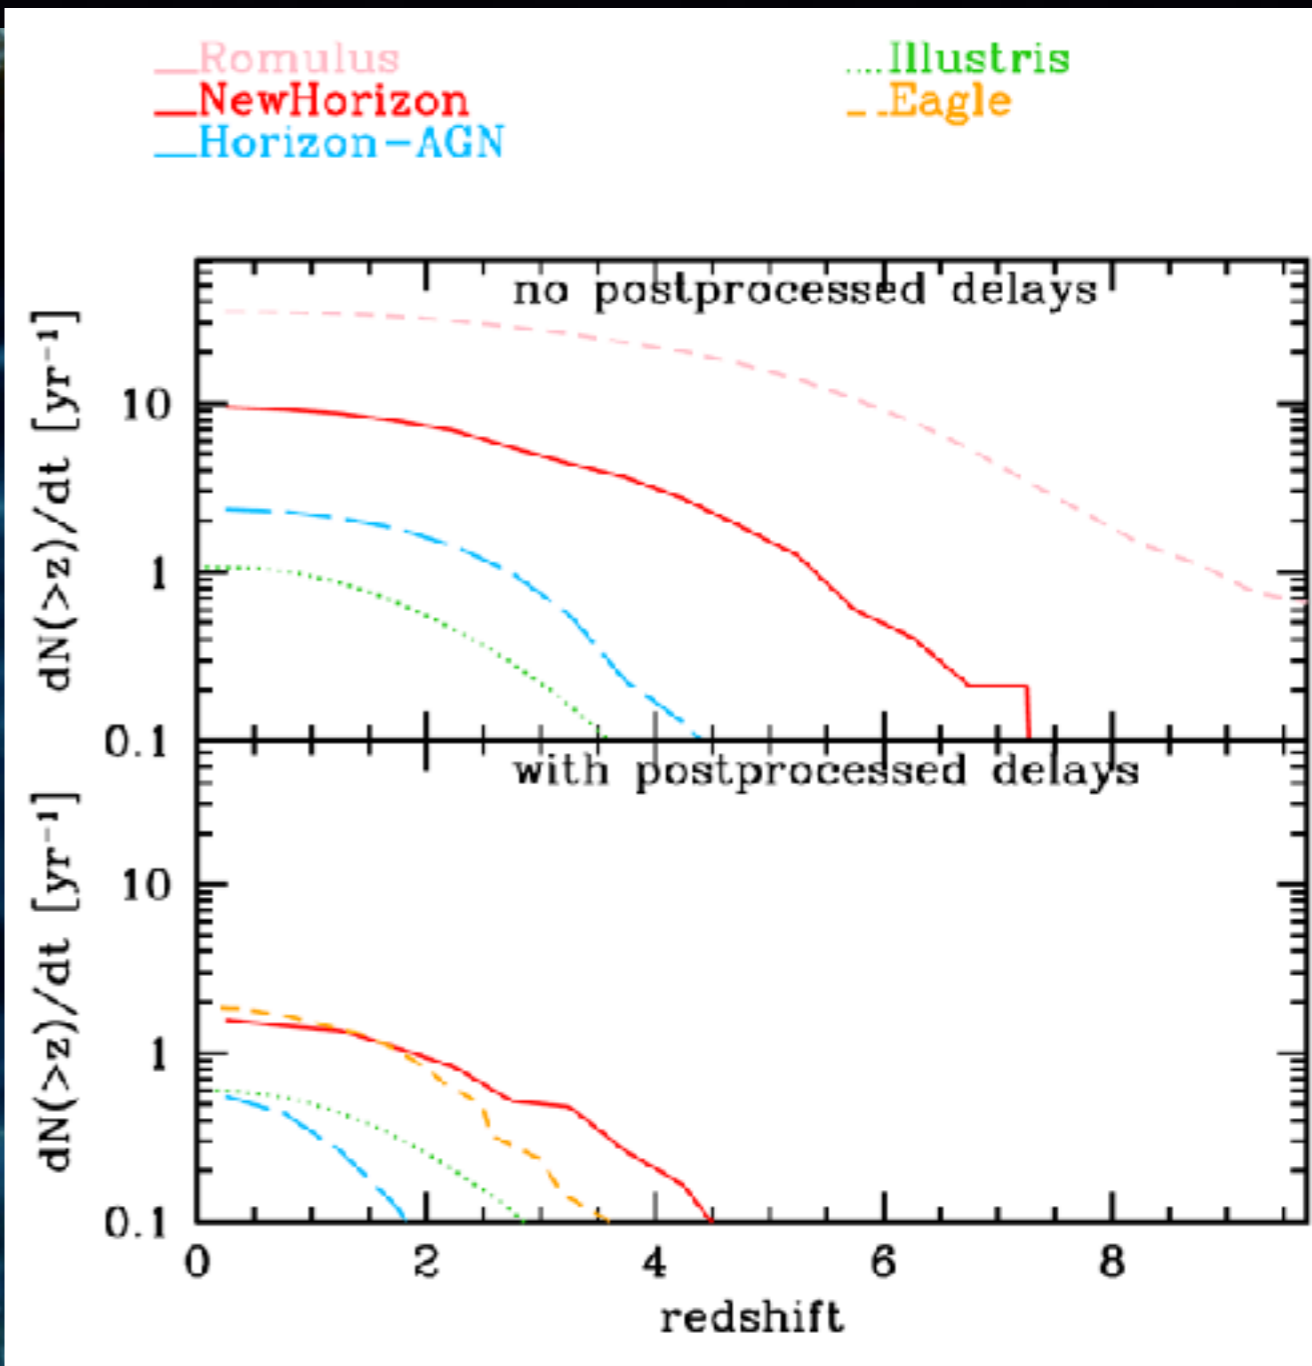 Romulus
NewHorizon
Horizon-AGN
Illustris
Eagle
no postprocessed delays
dN(>z)/dt [yr⁻¹]
10
1
0.1
with postprocessed delays
dN(>z)/dt [yr⁻¹]
10
1
0.1
0 2 4 6 8
redshift